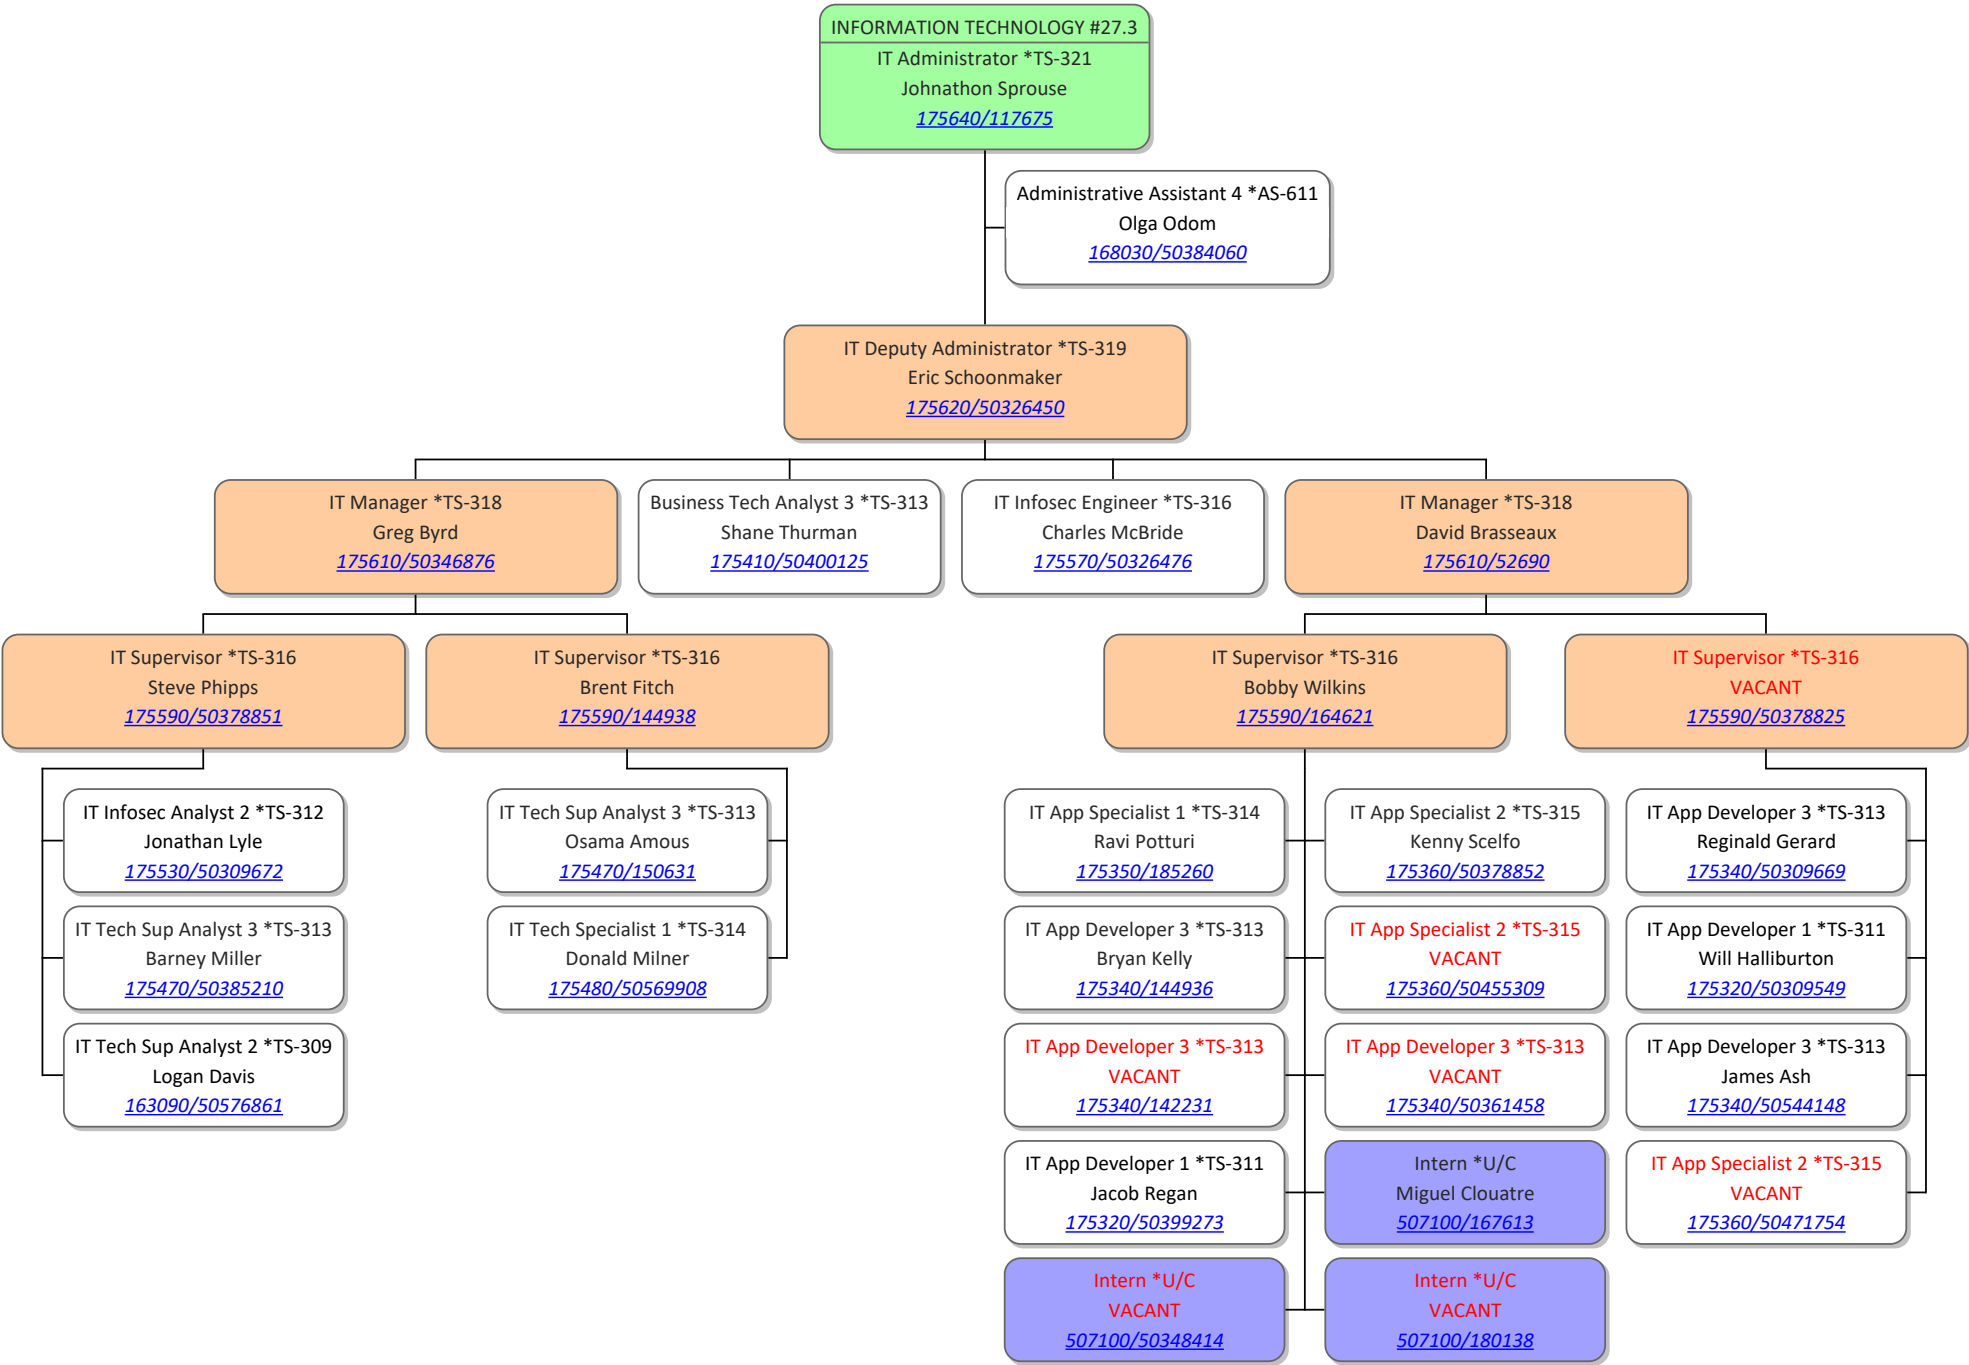 INFORMATION TECHNOLOGY #27.3
IT Administrator *TS-321
Johnathon Sprouse
175640/117675
Administrative Assistant 4 *AS-611
Olga Odom
168030/50384060
IT Deputy Administrator *TS-319
Eric Schoonmaker
175620/50326450
IT Manager *TS-318
Greg Byrd
175610/50346876
Business Tech Analyst 3 *TS-313
Shane Thurman
175410/50400125
IT Infosec Engineer *TS-316
Charles McBride
175570/50326476
IT Manager *TS-318
David Brasseaux
175610/52690
IT Supervisor *TS-316
Steve Phipps
175590/50378851
IT Supervisor *TS-316
Brent Fitch
175590/144938
IT Supervisor *TS-316
Bobby Wilkins
175590/164621
IT Supervisor *TS-316
VACANT
175590/50378825
IT Infosec Analyst 2 *TS-312
Jonathan Lyle
175530/50309672
IT Tech Sup Analyst 3 *TS-313
Barney Miller
175470/50385210
IT Tech Sup Analyst 2 *TS-309
Logan Davis
163090/50576861
IT Tech Sup Analyst 3 *TS-313
Osama Amous
175470/150631
IT Tech Specialist 1 *TS-314
Donald Milner
175480/50569908
IT App Specialist 1 *TS-314
Ravi Potturi
175350/185260
IT App Specialist 2 *TS-315
Kenny Scelfo
175360/50378852
IT App Developer 3 *TS-313
Bryan Kelly
175340/144936
IT App Specialist 2 *TS-315
VACANT
175360/50455309
IT App Developer 3 *TS-313
VACANT
175340/142231
IT App Developer 3 *TS-313
VACANT
175340/50361458
IT App Developer 1 *TS-311
Jacob Regan
175320/50399273
Intern *U/C
Miguel Clouatre
507100/167613
Intern *U/C
VACANT
507100/50348414
Intern *U/C
VACANT
507100/180138
IT App Developer 3 *TS-313
Reginald Gerard
175340/50309669
IT App Developer 1 *TS-311
Will Halliburton
175320/50309549
IT App Developer 3 *TS-313
James Ash
175340/50544148
IT App Specialist 2 *TS-315
VACANT
175360/50471754